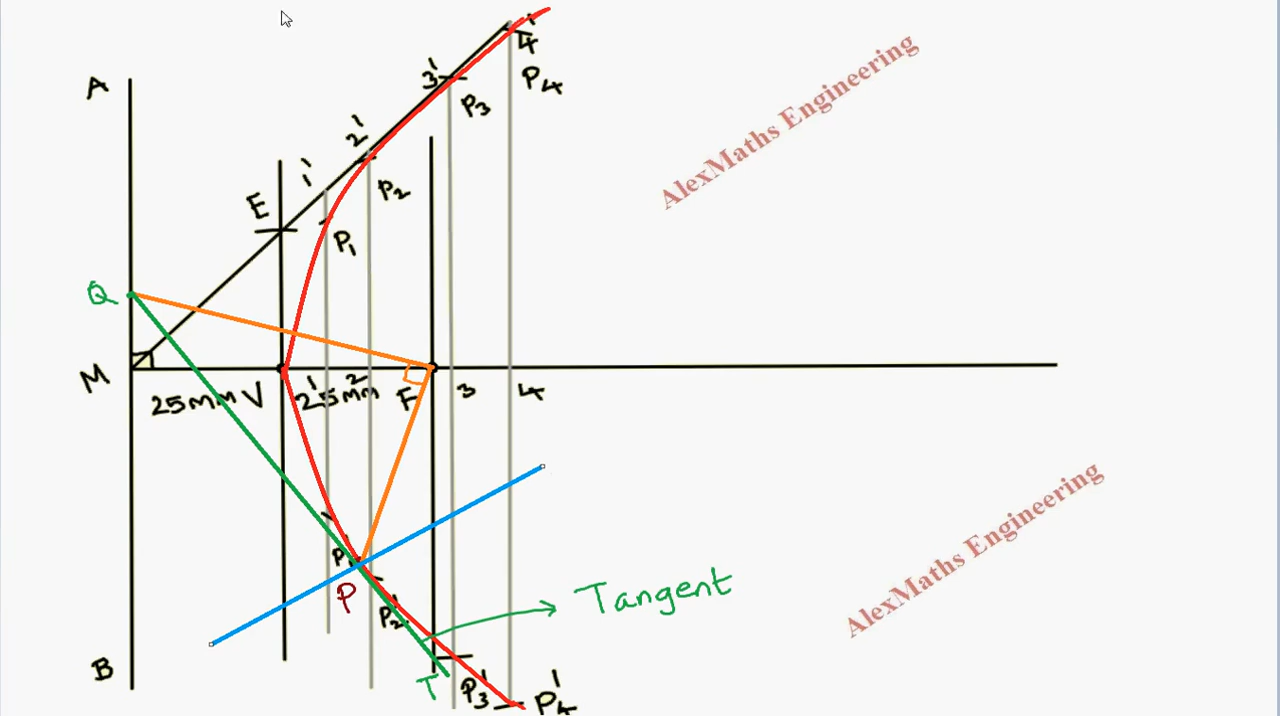 4'
P4
A
3'
P3
2'
P2
1'
E
P1
Q
M
25mm V 1 25mm 2 F 3 4
P1'
P
Tangent
P2'
B
T
P3'
P4'
AlexMaths Engineering
AlexMaths Engineering